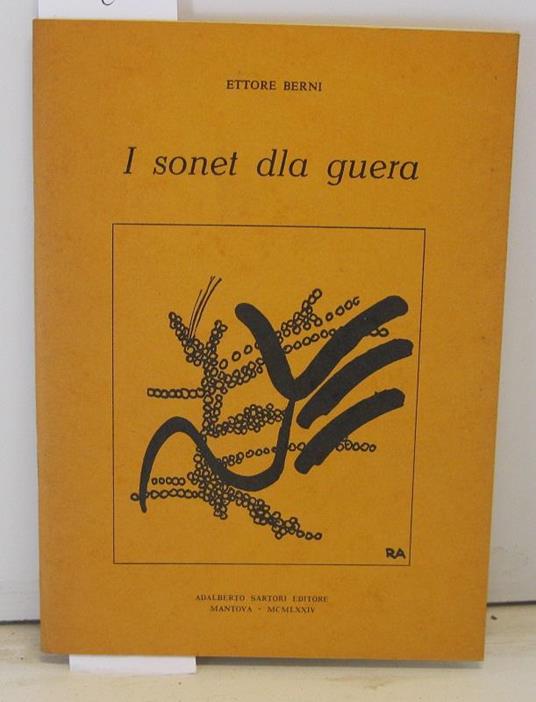 ETTORE BERNI
I sonet dla guera
RA
ADALBERTO SARTORI EDITORE
MANTOVA - MCMLXXIV